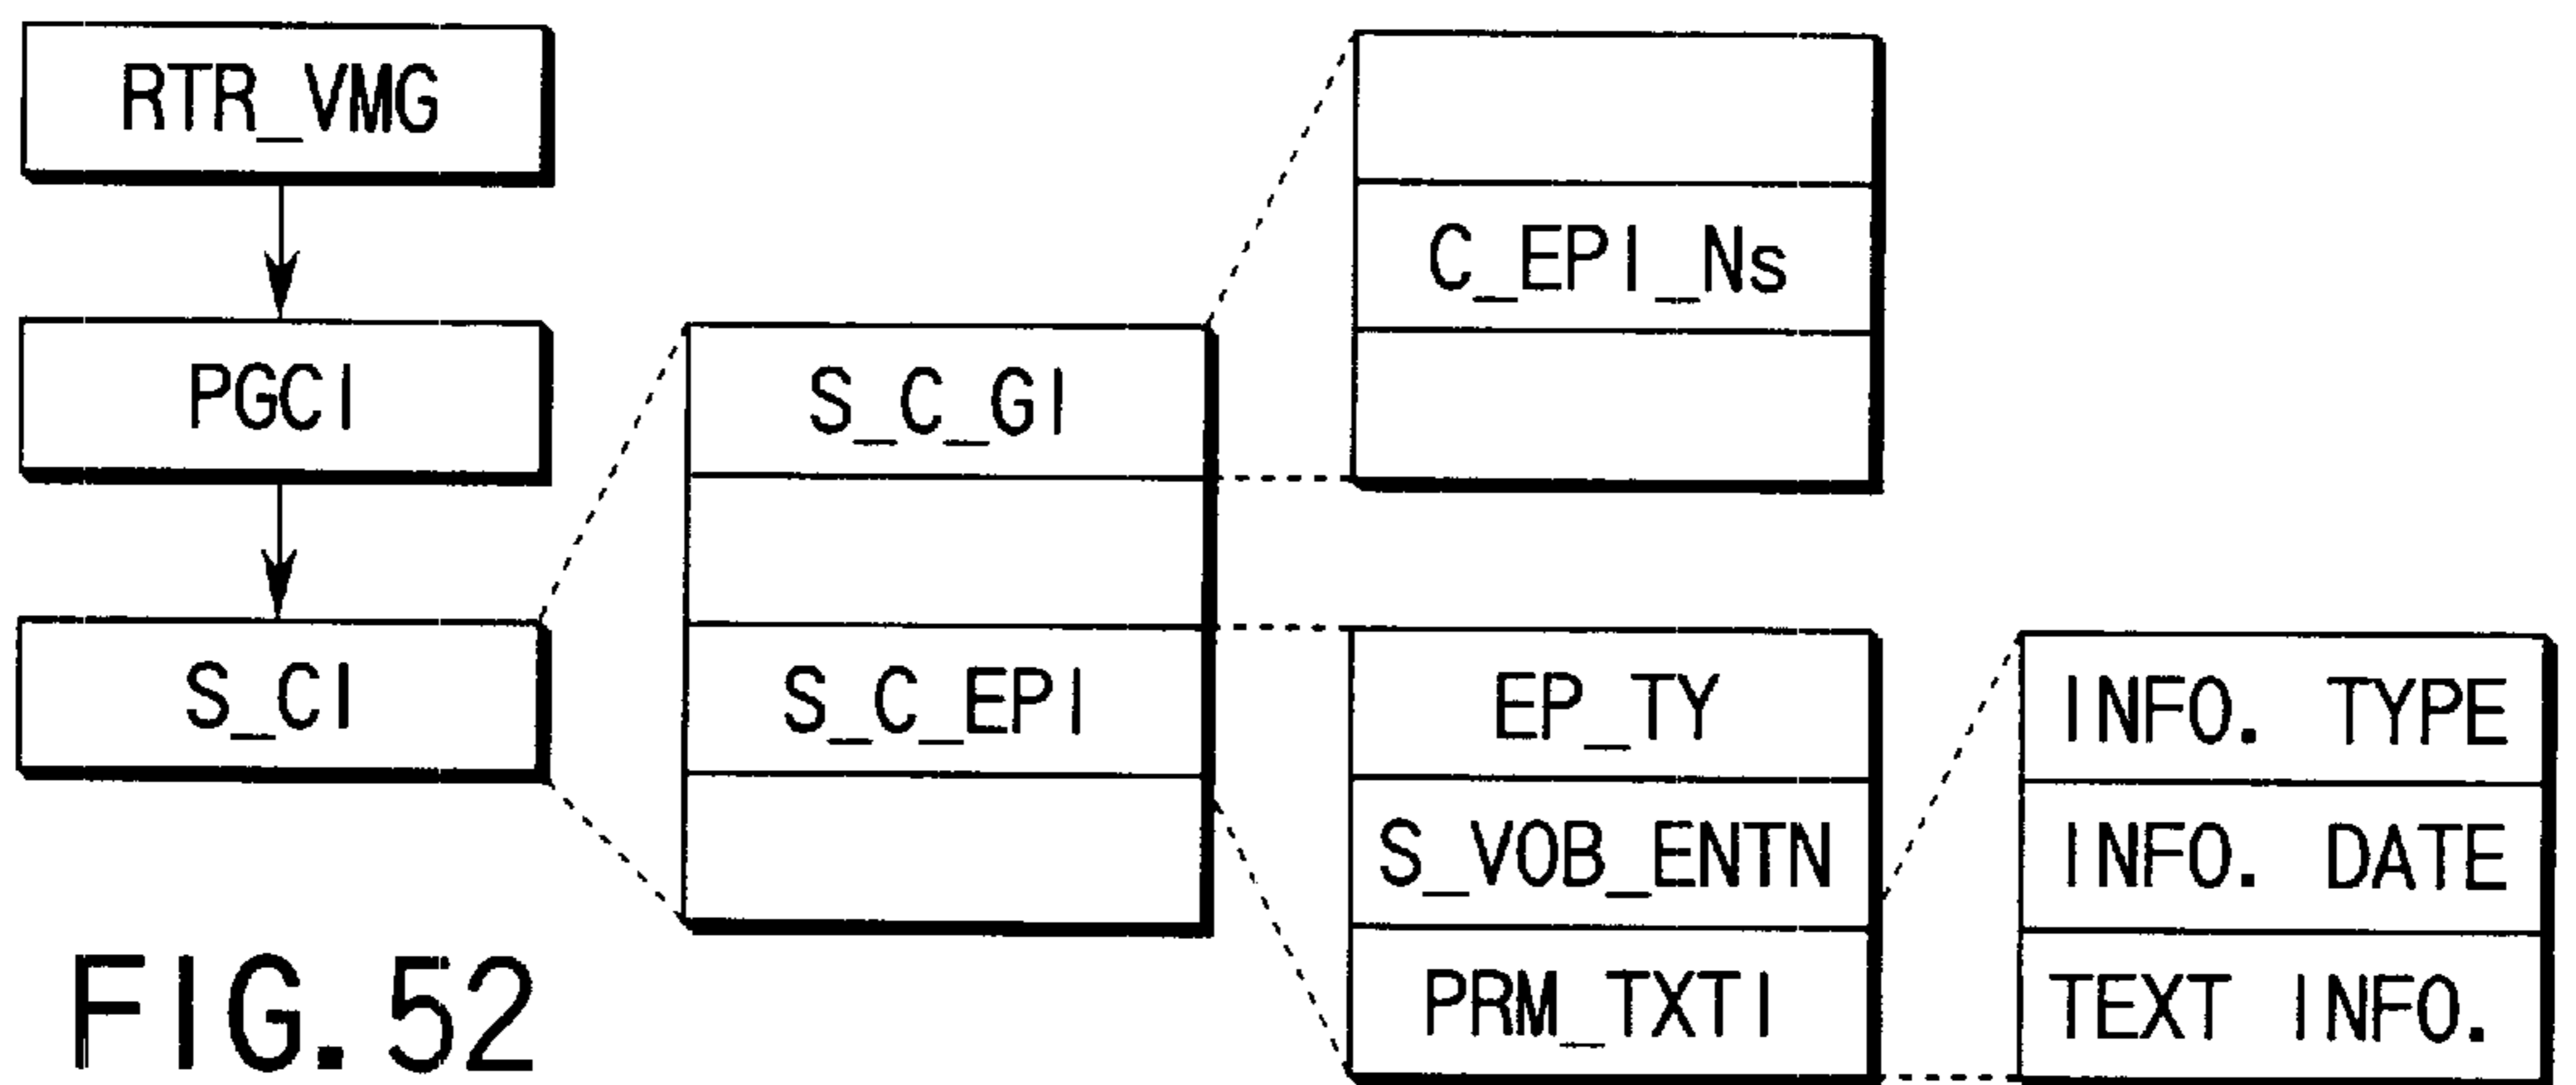 RTR_VMG
PGCI
S_CI
S_C_GI
S_C_EPI
C_EPI_Ns
EP_TY
S_VOB_ENTN
PRM_TXTI
INFO. TYPE
INFO. DATE
TEXT INFO.
FIG. 52